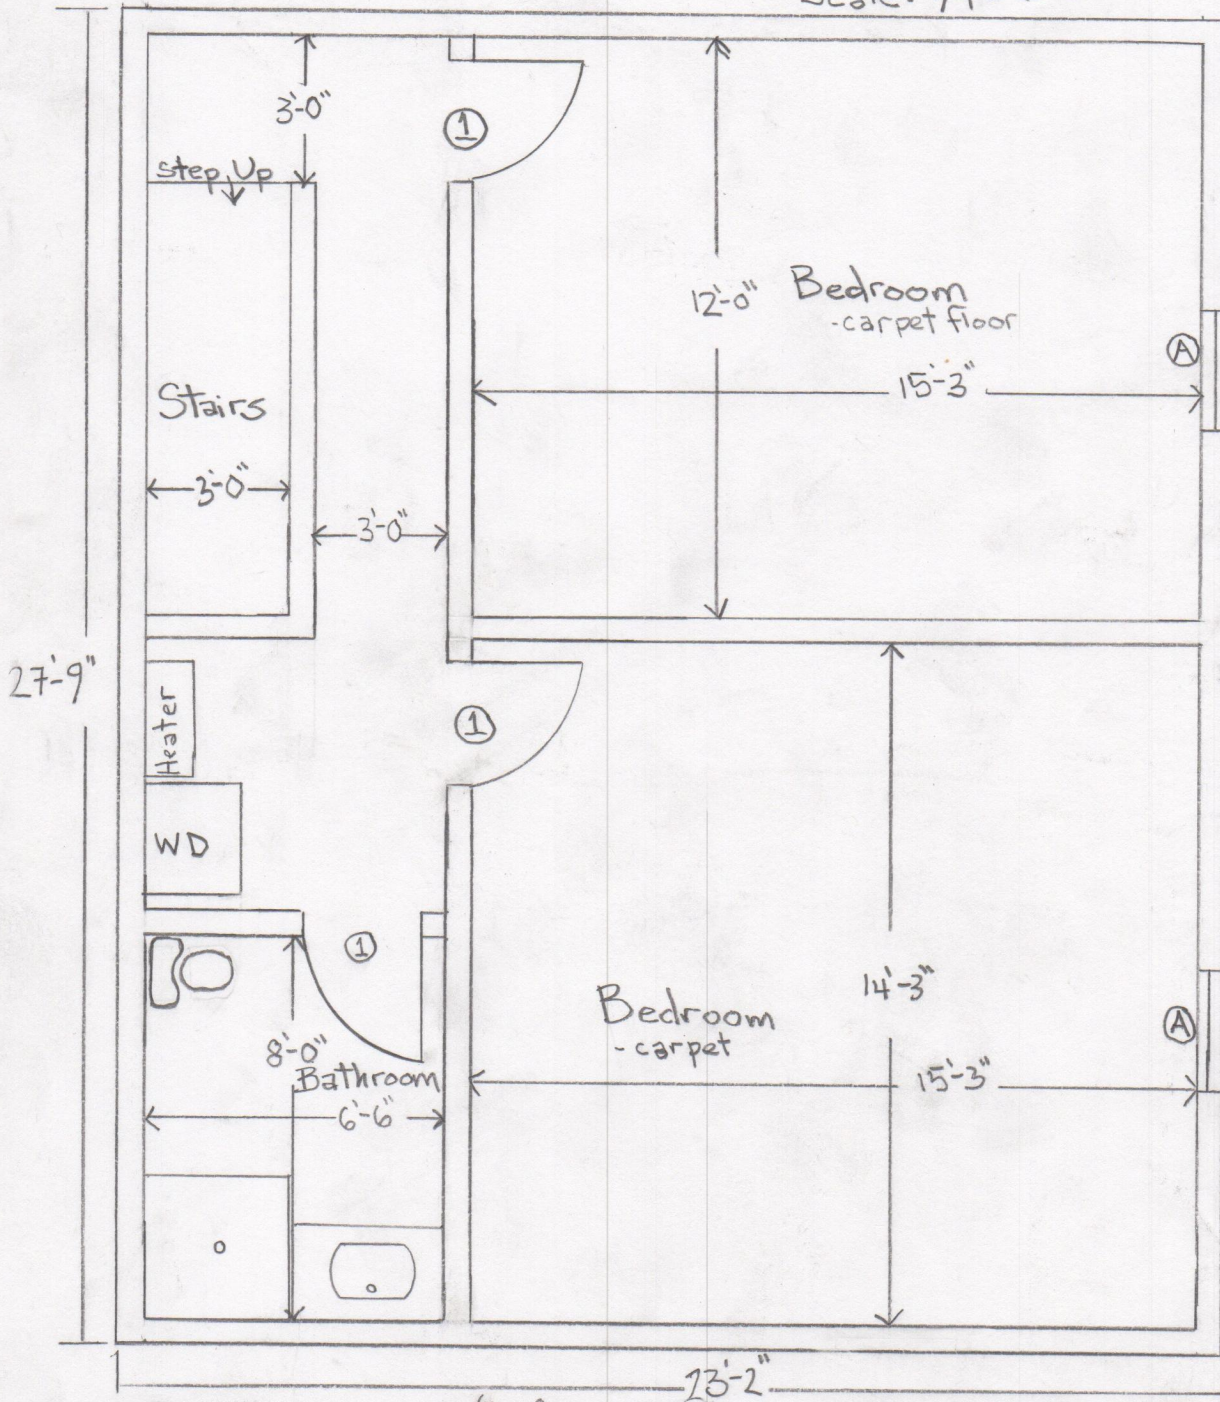 3'-0"
1
step Up
12'-0"
Bedroom
-carpet floor
A
15'-3"
Stairs
3'-0"
3'-0"
27'-9"
Heater
1
WD
1
14'-3"
Bedroom
- carpet
A
8'-0"
Bathroom
15'-3"
6'-6"
23'-2"